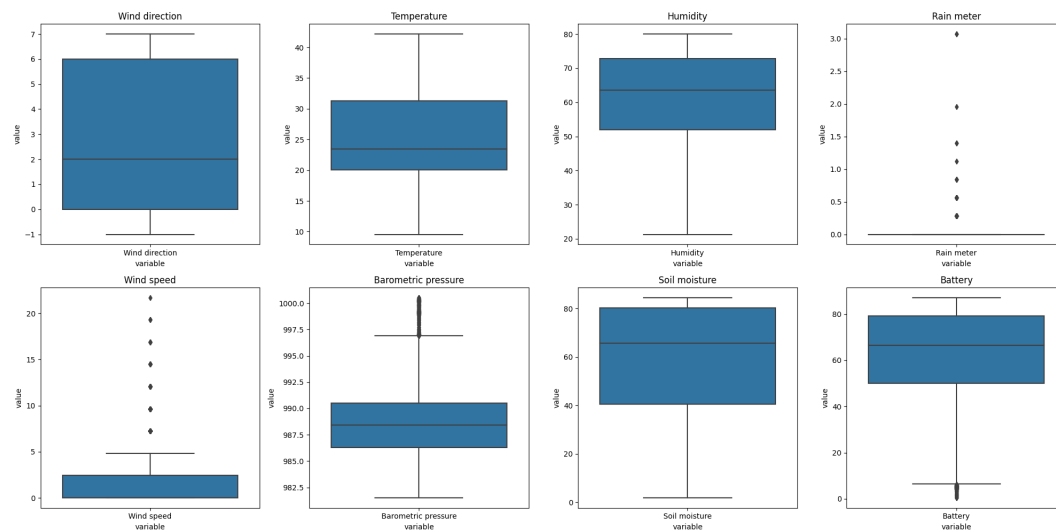 Wind direction
Temperature
Humidity
Rain meter
value
7
6
5
4
3
2
1
0
−1
Wind direction
variable
value
40
35
30
25
20
15
10
Temperature
variable
value
80
70
60
50
40
30
20
Humidity
variable
value
3.0
2.5
2.0
1.5
1.0
0.5
0.0
Rain meter
variable
Wind speed
Barometric pressure
Soil moisture
Battery
value
20
15
10
5
0
Wind speed
variable
value
1000.0
997.5
995.0
992.5
990.0
987.5
985.0
982.5
Barometric pressure
variable
value
80
60
40
20
0
Soil moisture
variable
value
80
60
40
20
0
Battery
variable